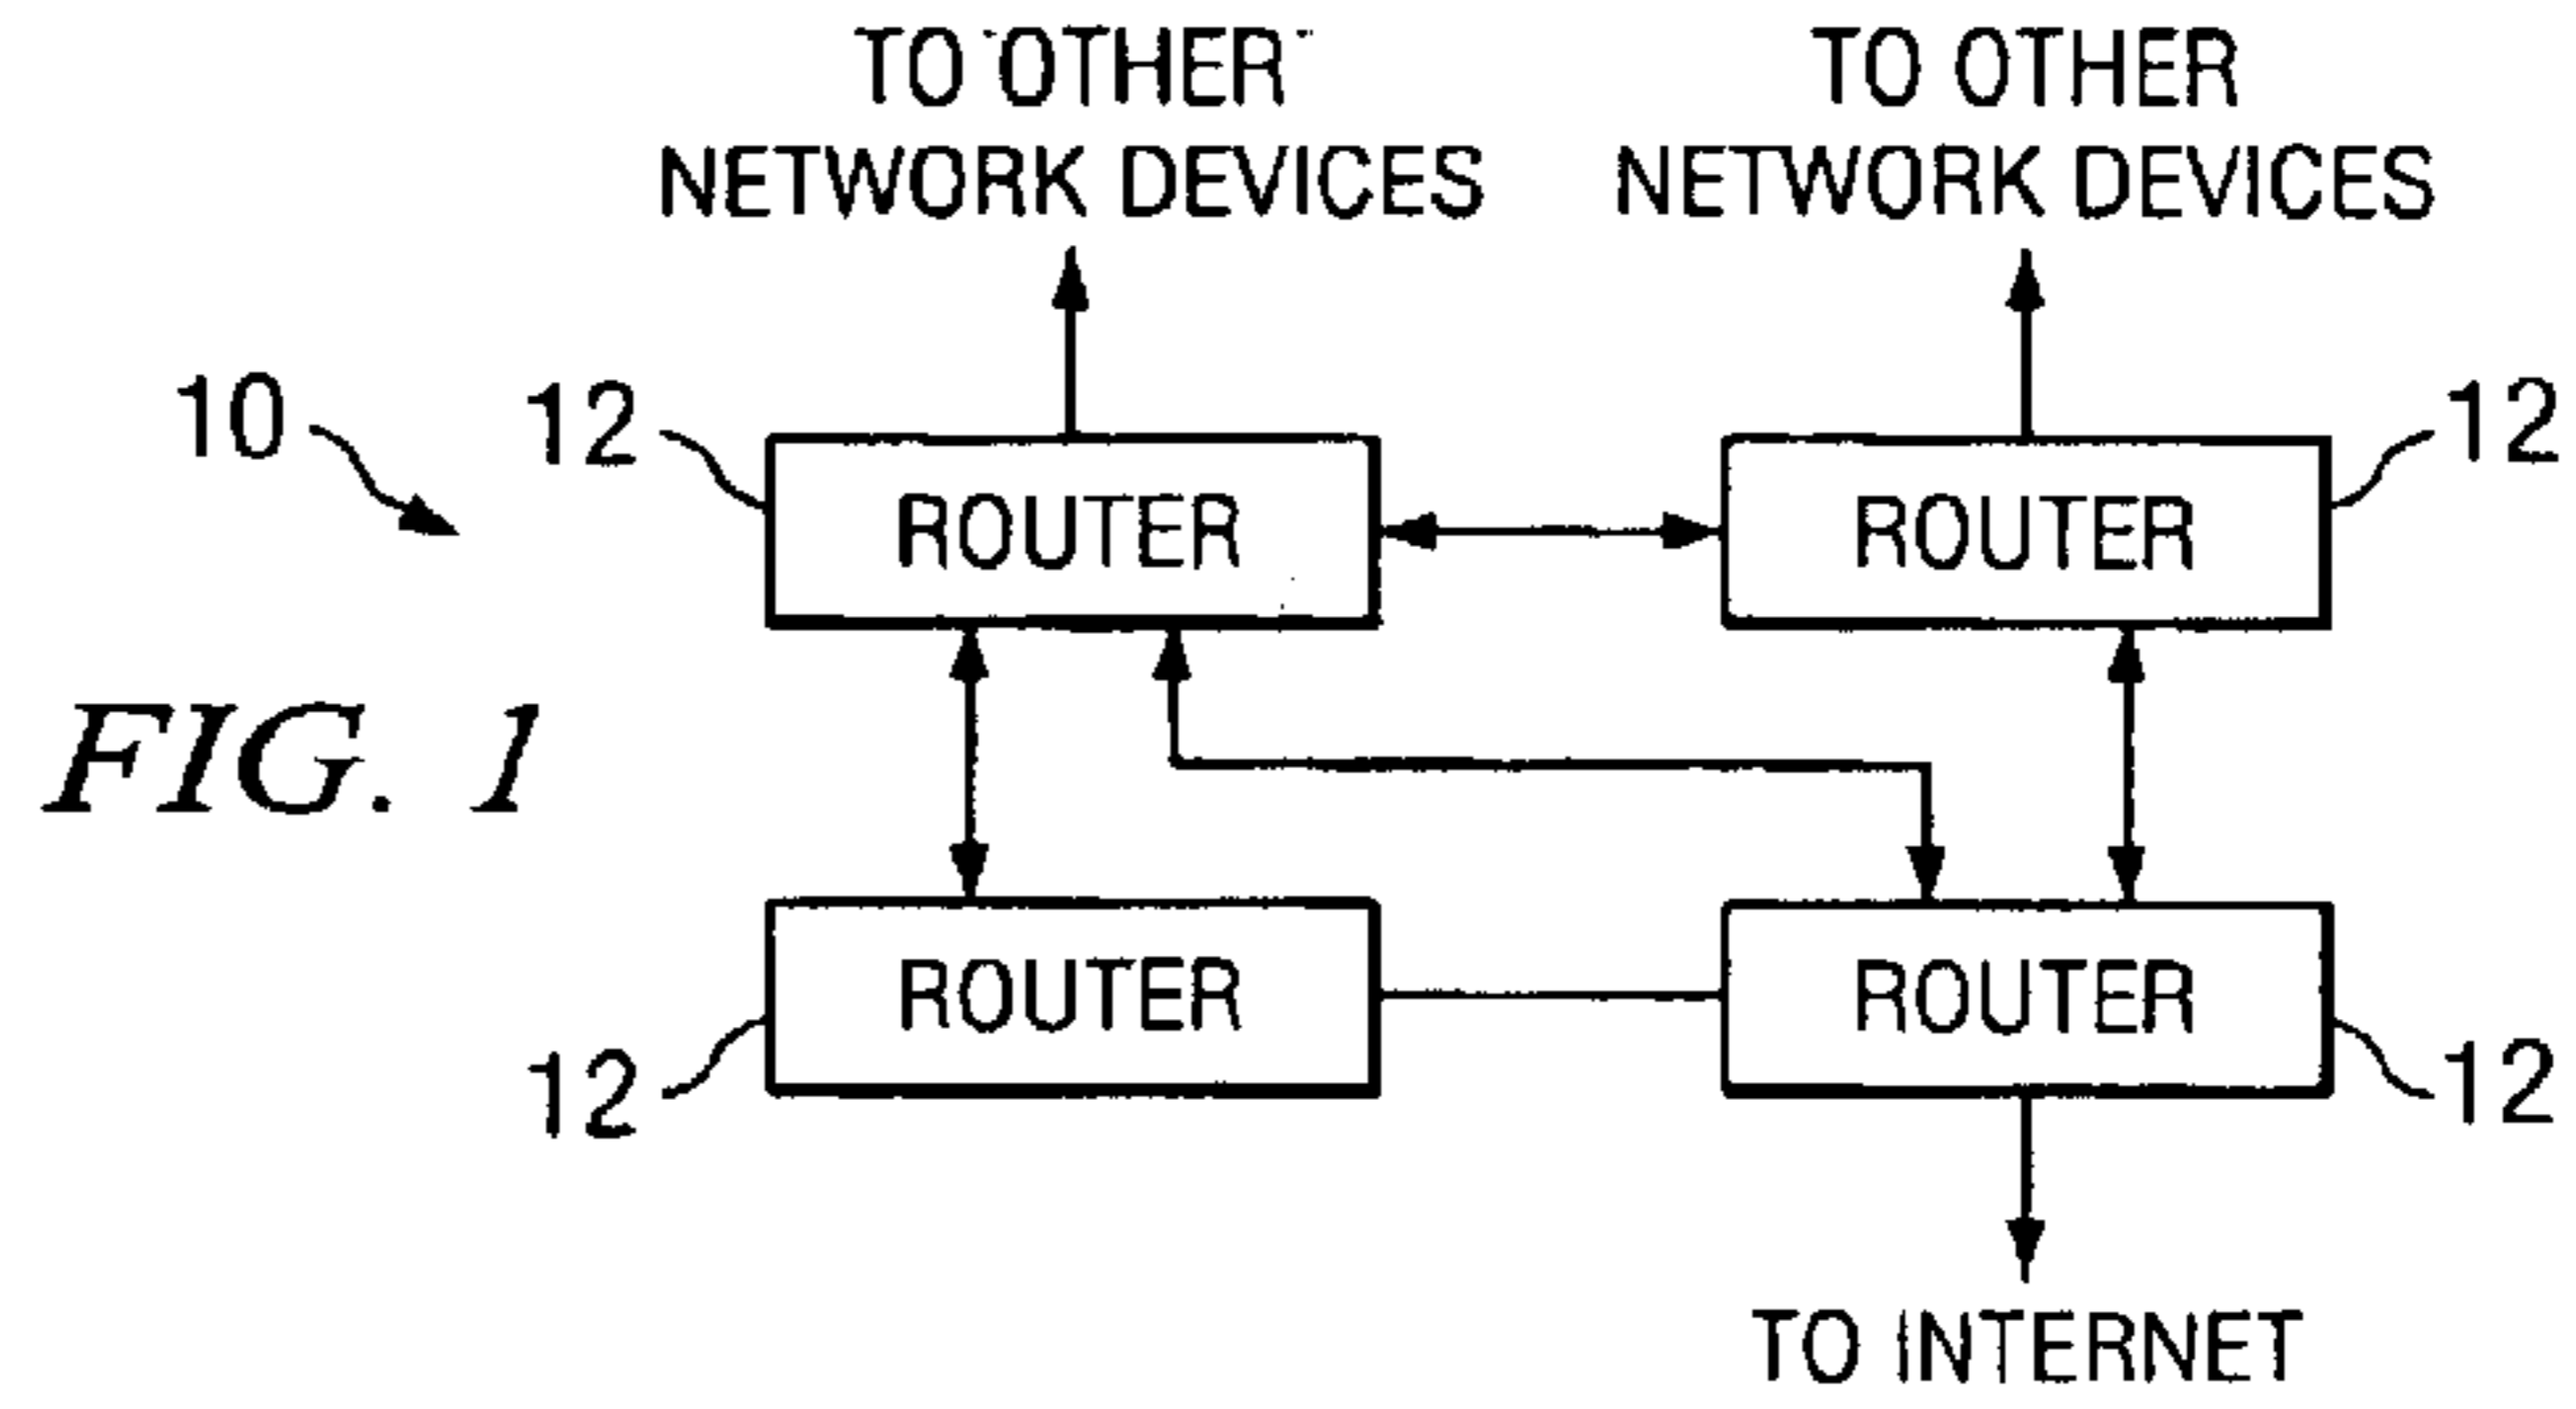 TO OTHER
NETWORK DEVICES
TO OTHER
NETWORK DEVICES
10
12
ROUTER
ROUTER
12
FIG. 1
12
ROUTER
ROUTER
12
TO INTERNET